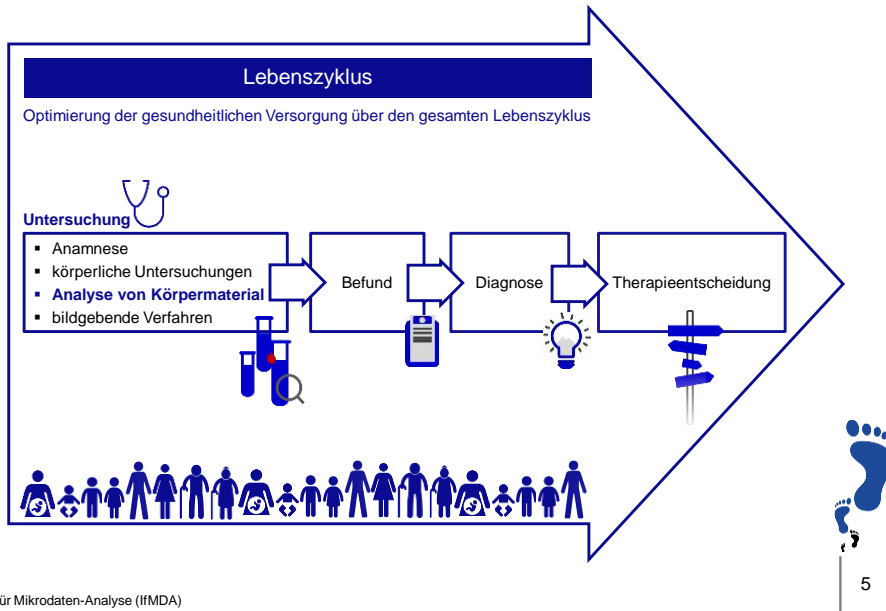 Lebenszyklus
Optimierung der gesundheitlichen Versorgung über den gesamten Lebenszyklus
Untersuchung
▪ Anamnese
▪ körperliche Untersuchungen
▪ Analyse von Körpermaterial
▪ bildgebende Verfahren
Befund
Diagnose
Therapieentscheidung
5
für Mikrodaten-Analyse (IfMDA)